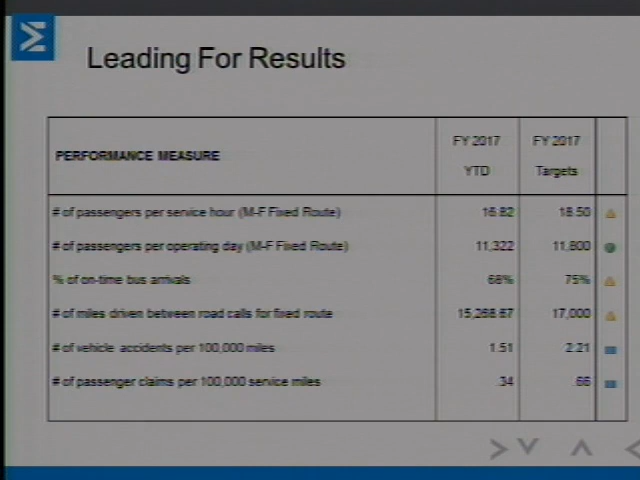 Leading For Results
PERFORMANCE MEASURE
FY 2017 YTD
FY 2017 Targets
# of passengers per service hour (M-F Fixed Route) 16.82 18.50
# of passengers per operating day (M-F Fixed Route) 11,322 11,800
% of on-time bus arrivals 68% 75%
# of miles driven between road calls for fixed route 15,268.67 17,000
# of vehicle accidents per 100,000 miles 1.51 2.21
# of passenger claims per 100,000 service miles .34 .66